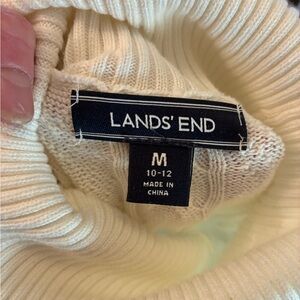 LANDS' END
M
10-12
MADE IN
CHINA